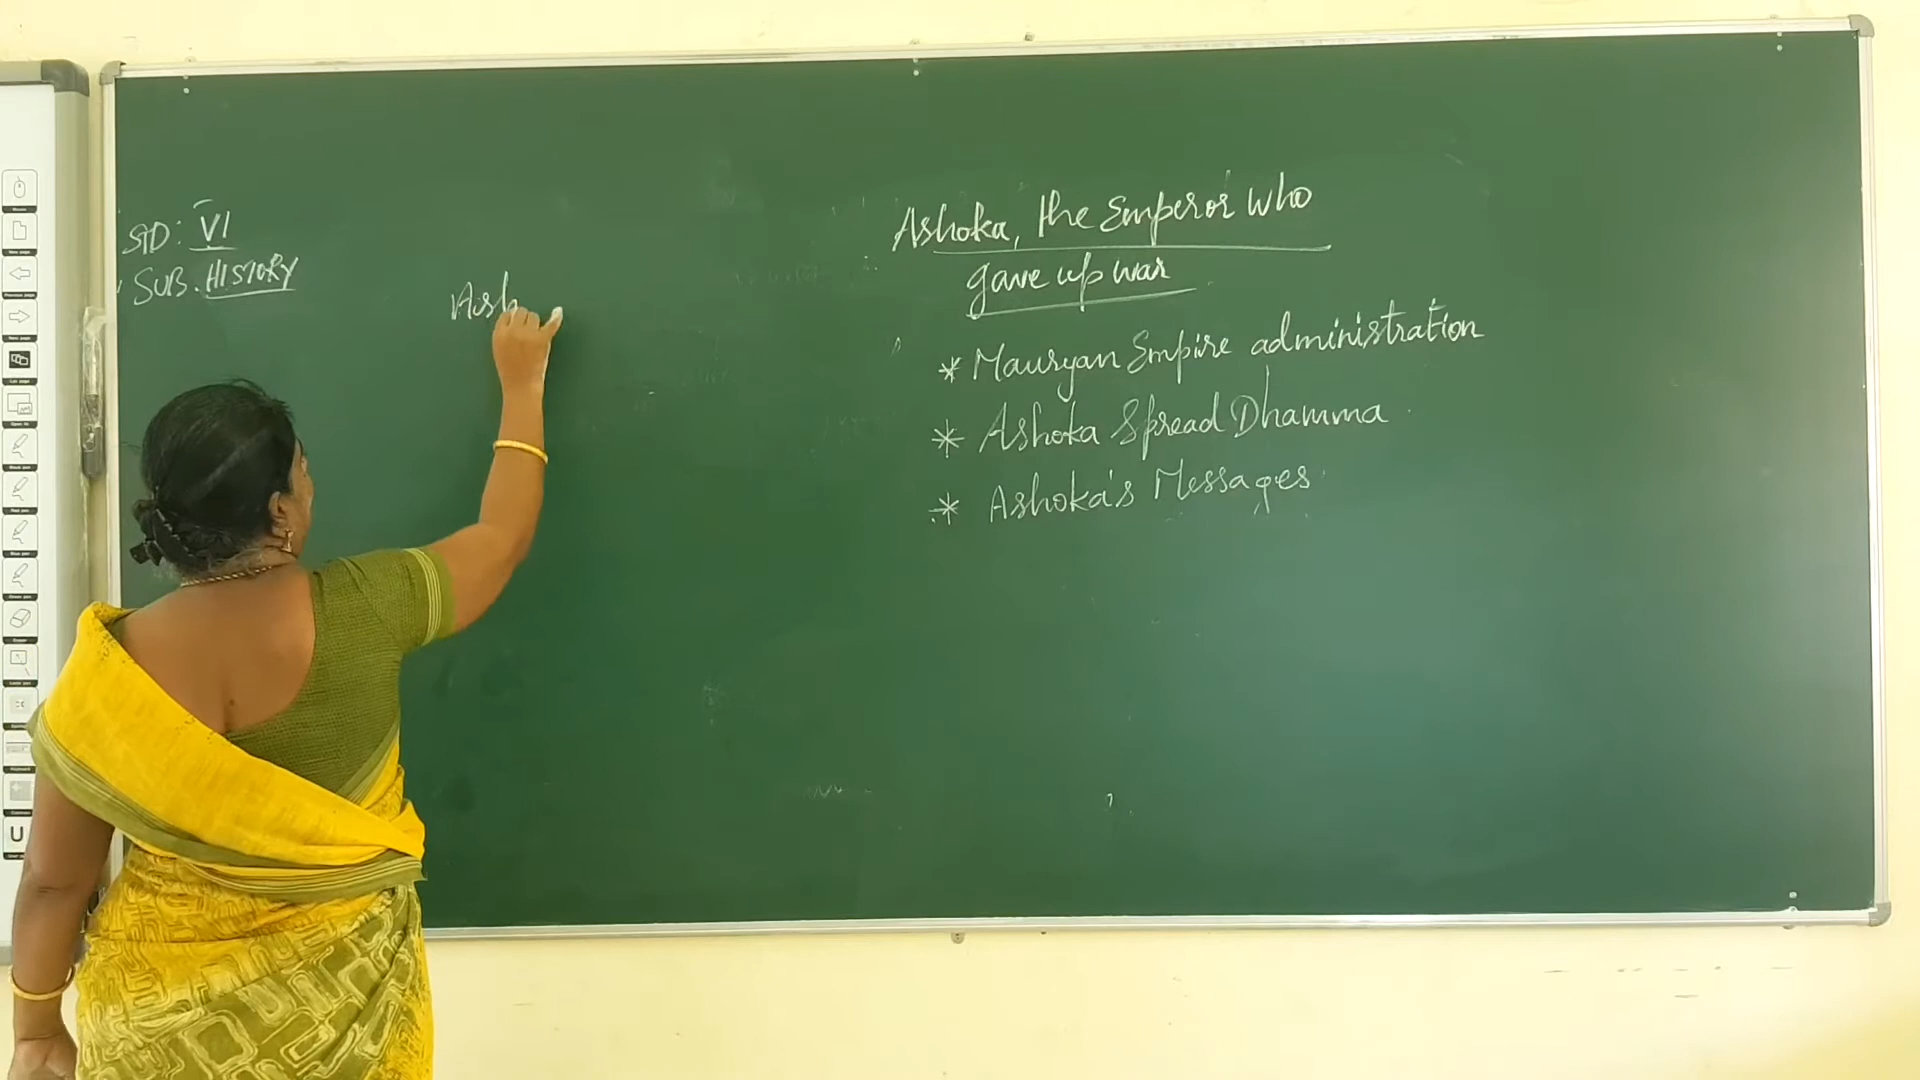 STD: VI
SUB. HISTORY
Ash
Ashoka, the Emperor who
gave up war
* Mauryan Empire administration
* Ashoka Spread Dhamma
* Ashoka's Messages